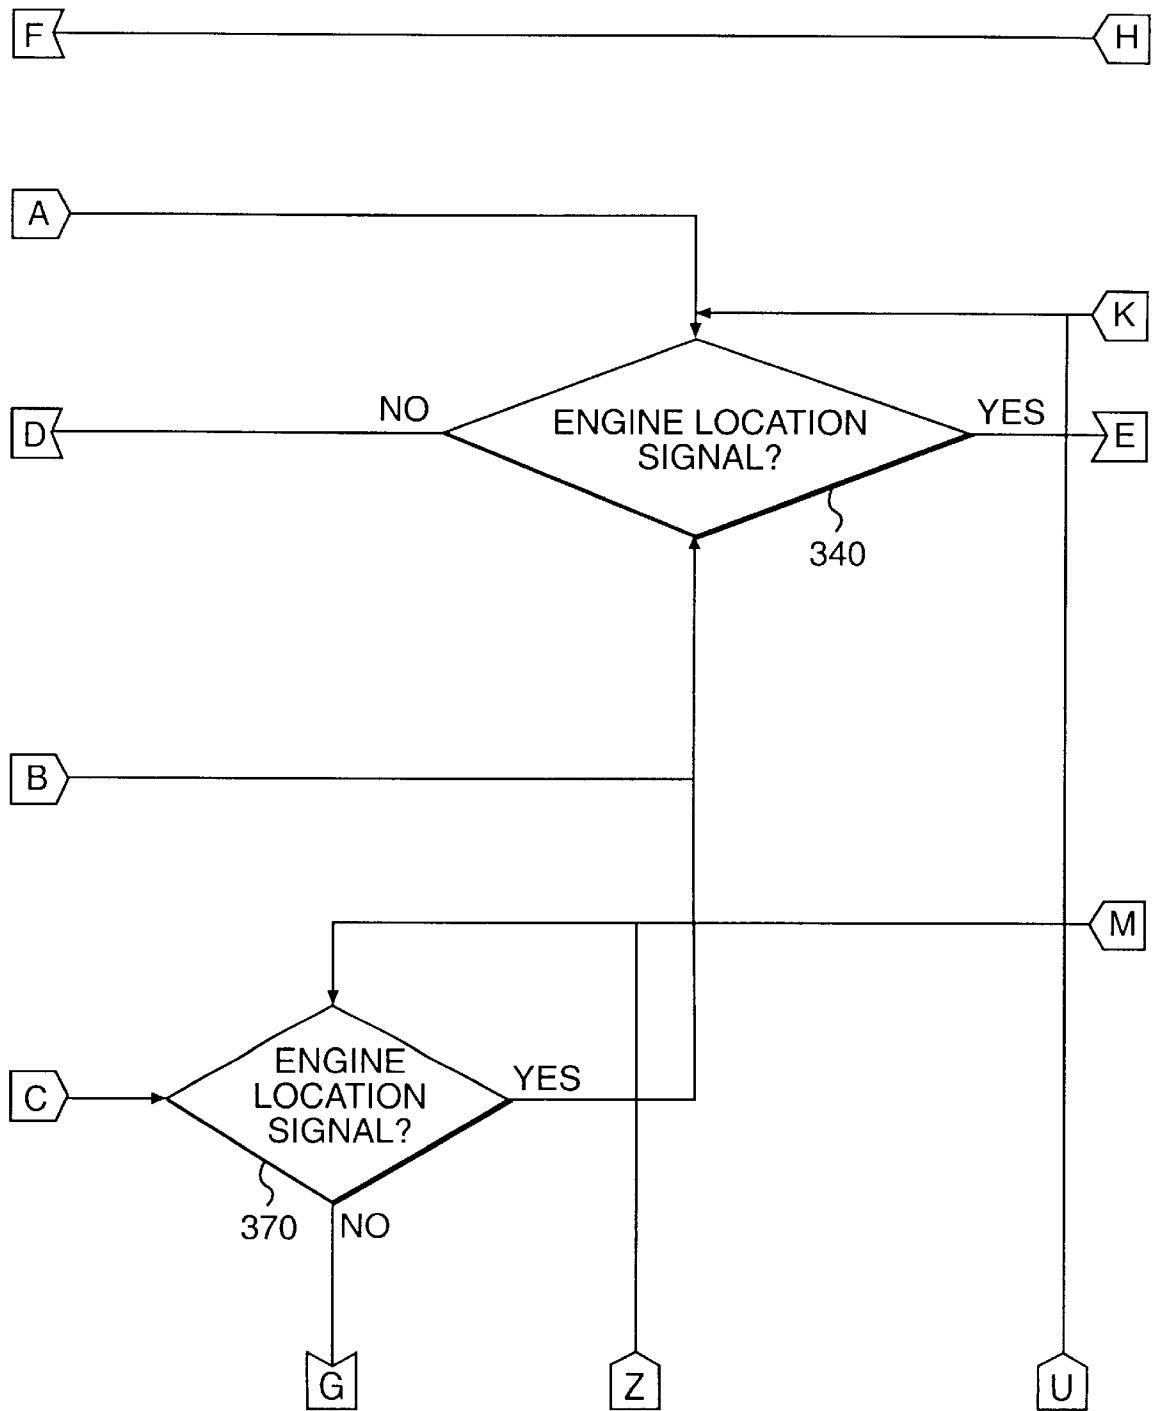 F
H
A
K
NO
YES
D
ENGINE LOCATION
SIGNAL?
E
340
B
M
ENGINE
LOCATION
SIGNAL?
YES
C
370
NO
G
Z
U